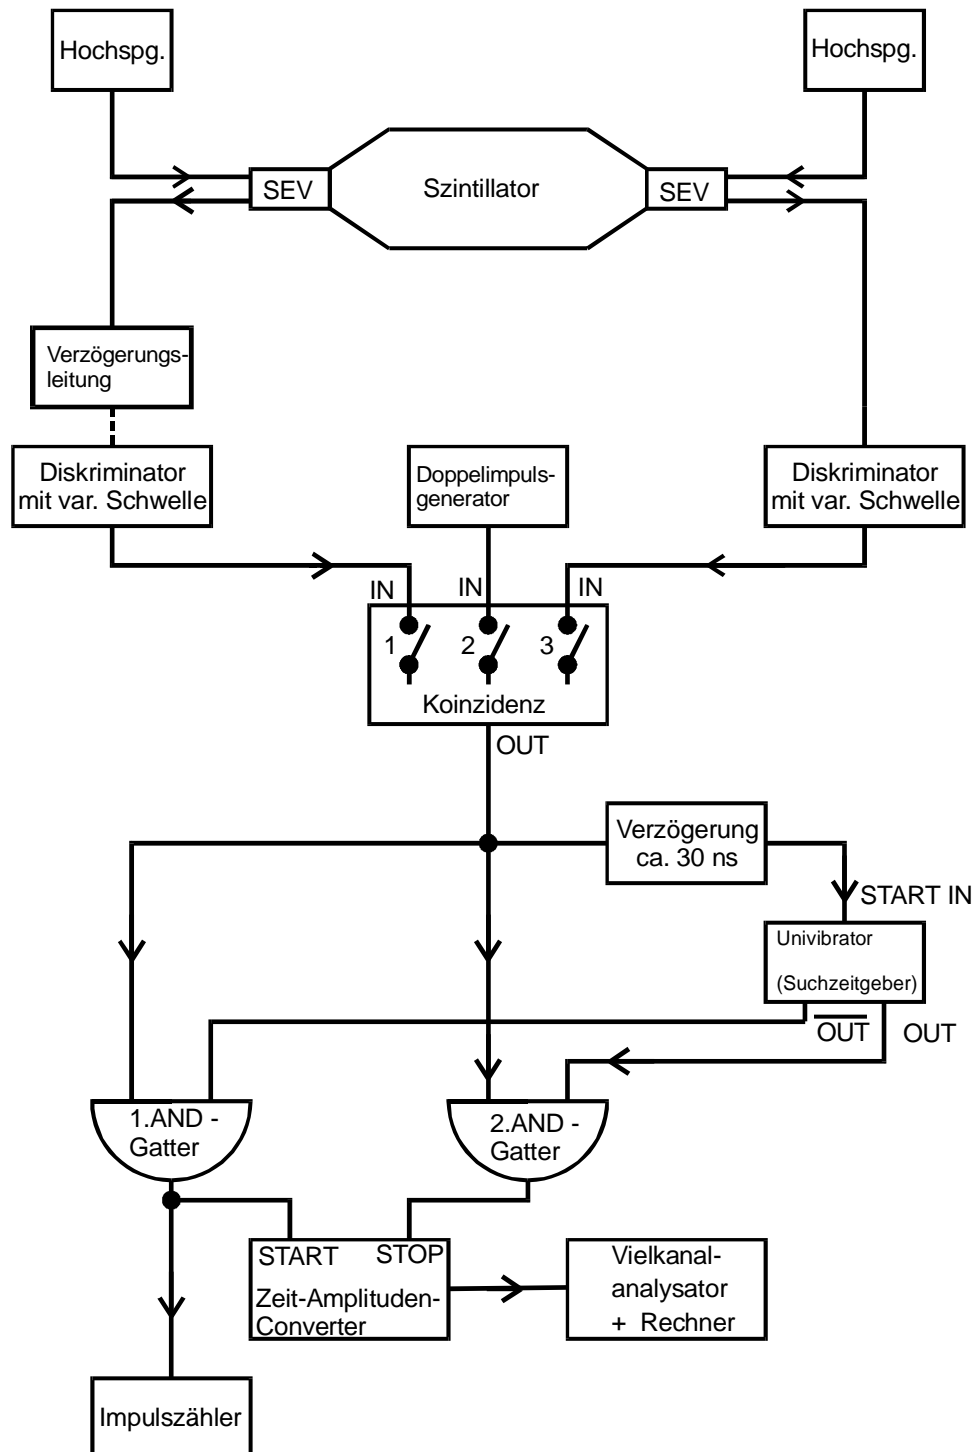 Hochspg.
Hochspg.
SEV
Szintillator
SEV
Verzögerungs-
leitung
Diskriminator
mit var. Schwelle
Doppelimpuls-
generator
Diskriminator
mit var. Schwelle
IN
IN
IN
1
2
3
Koinzidenz
OUT
Verzögerung
ca. 30 ns
START IN
Univibrator
(Suchzeitgeber)
OUT
OUT
1.AND -
Gatter
2.AND -
Gatter
START
STOP
Zeit-Amplituden-
Converter
Vielkanal-
analysator
+ Rechner
Impulszähler